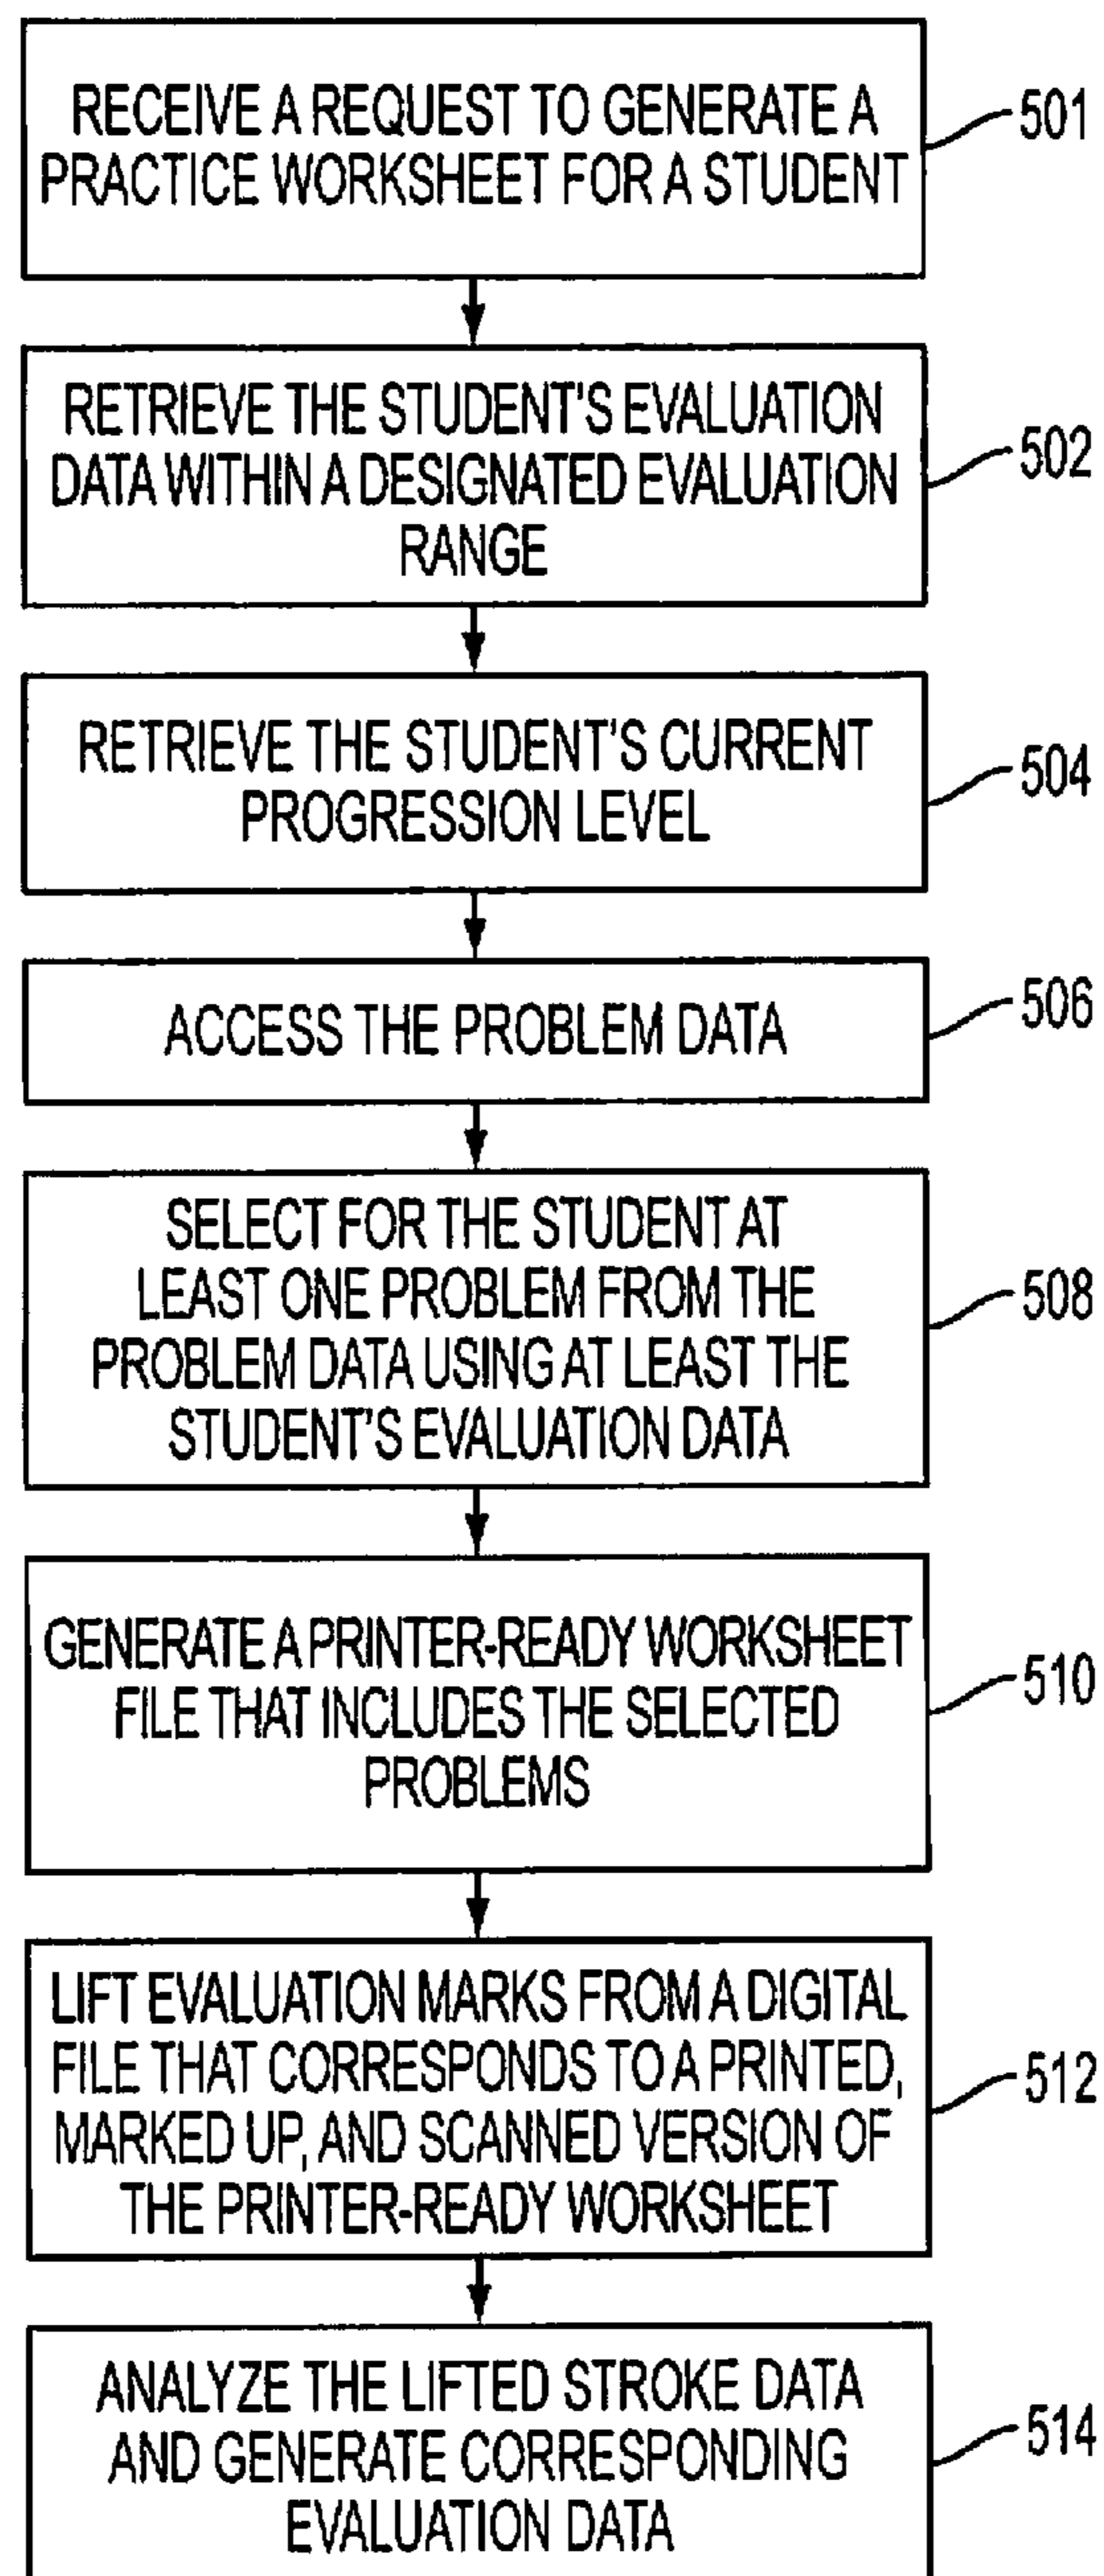 RECEIVE A REQUEST TO GENERATE A
PRACTICE WORKSHEET FOR A STUDENT
501
RETRIEVE THE STUDENT'S EVALUATION
DATA WITHIN A DESIGNATED EVALUATION
RANGE
502
RETRIEVE THE STUDENT'S CURRENT
PROGRESSION LEVEL
504
ACCESS THE PROBLEM DATA
506
SELECT FOR THE STUDENT AT
LEAST ONE PROBLEM FROM THE
PROBLEM DATA USING AT LEAST THE
STUDENT'S EVALUATION DATA
508
GENERATE A PRINTER-READY WORKSHEET
FILE THAT INCLUDES THE SELECTED
PROBLEMS
510
LIFT EVALUATION MARKS FROM A DIGITAL
FILE THAT CORRESPONDS TO A PRINTED,
MARKED UP, AND SCANNED VERSION OF
THE PRINTER-READY WORKSHEET
512
ANALYZE THE LIFTED STROKE DATA
AND GENERATE CORRESPONDING
EVALUATION DATA
514